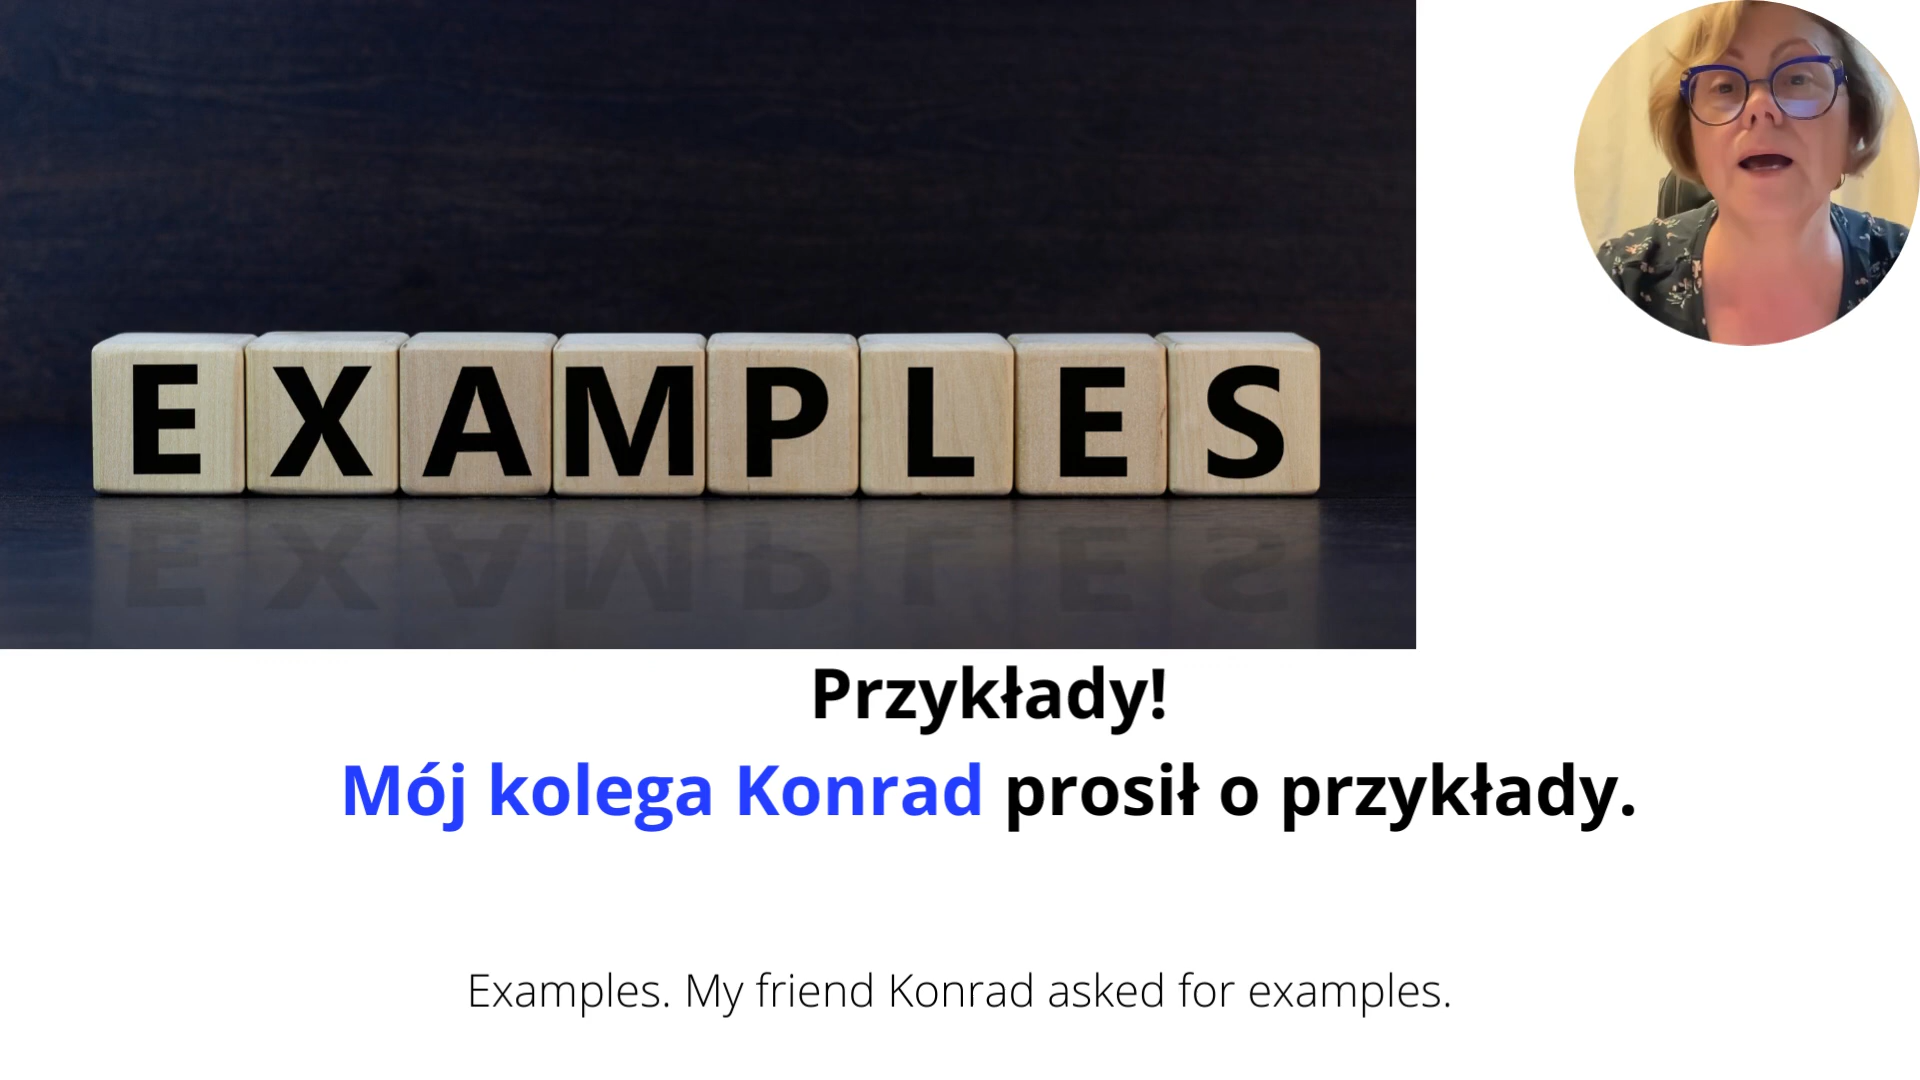 EXAMPLES
Przykłady!
Mój kolega Konrad prosił o przykłady.
Examples. My friend Konrad asked for examples.